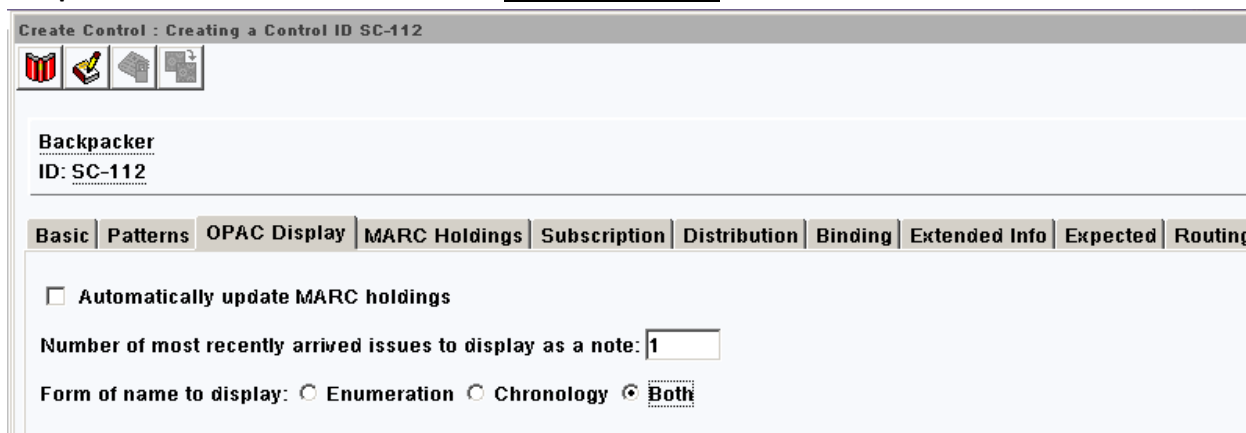 Create Control : Creating a Control ID SC-112
Backpacker
ID: SC-112
Basic Patterns OPAC Display MARC Holdings Subscription Distribution Binding Extended Info Expected Routing
Automatically update MARC holdings
Number of most recently arrived issues to display as a note: 1
Form of name to display: Enumeration Chronology Both